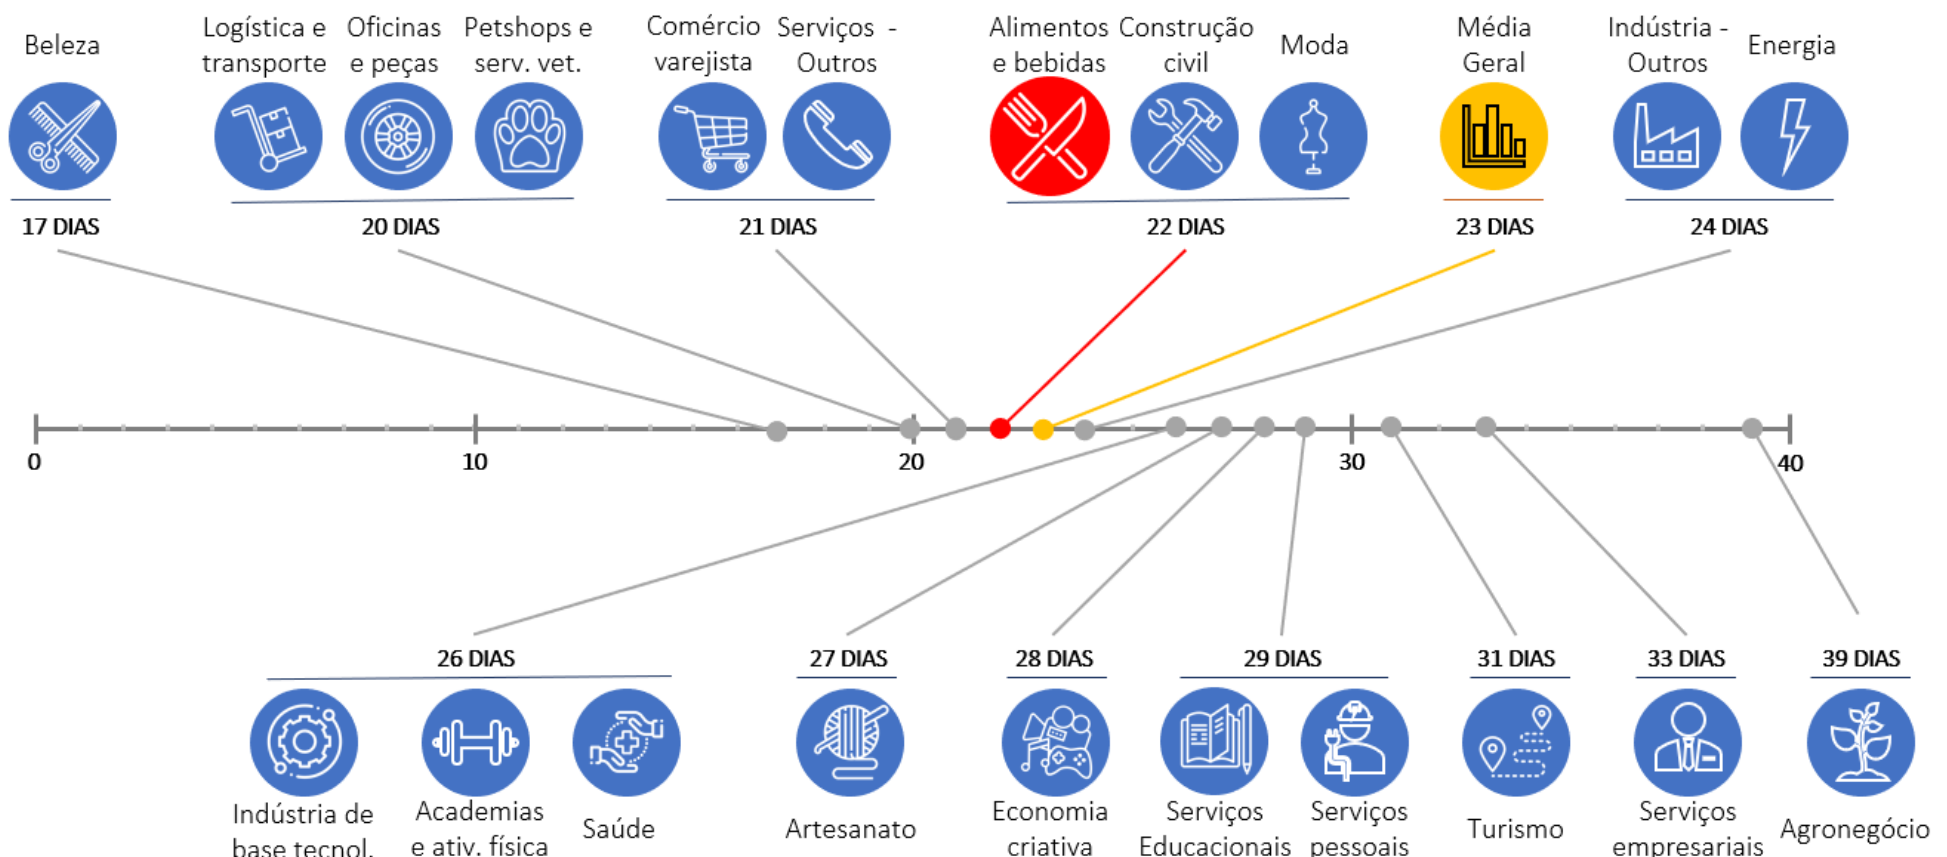 Beleza
Logística e
transporte
Oficinas
e peças
Petshops e
serv. vet.
Comércio
varejista
Serviços -
Outros
Alimentos
e bebidas
Construção
civil
Moda
Média
Geral
Indústria -
Outros
Energia
17 DIAS
20 DIAS
21 DIAS
22 DIAS
23 DIAS
24 DIAS
0
10
20
30
40
26 DIAS
27 DIAS
28 DIAS
29 DIAS
31 DIAS
33 DIAS
39 DIAS
Indústria de
base tecnol.
Academias
e ativ. física
Saúde
Artesanato
Economia
criativa
Serviços
Educacionais
Serviços
pessoais
Turismo
Serviços
empresariais
Agronegócio